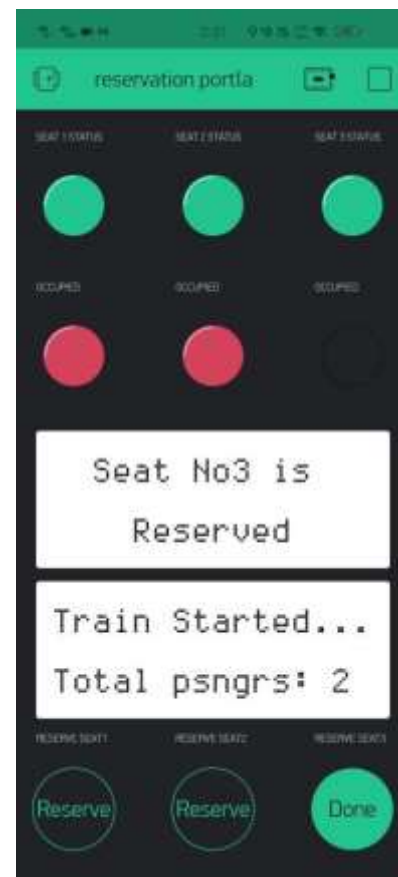 reservation portla
SEAT 1 STATUS SEAT 2 STATUS SEAT 3 STATUS
OCCUPIED OCCUPIED OCCUPIED
Seat No3 is
Reserved
Train Started...
Total psngrs: 2
RESERVE SEAT1 RESERVE SEAT2 RESERVE SEAT3
Reserve Reserve Done